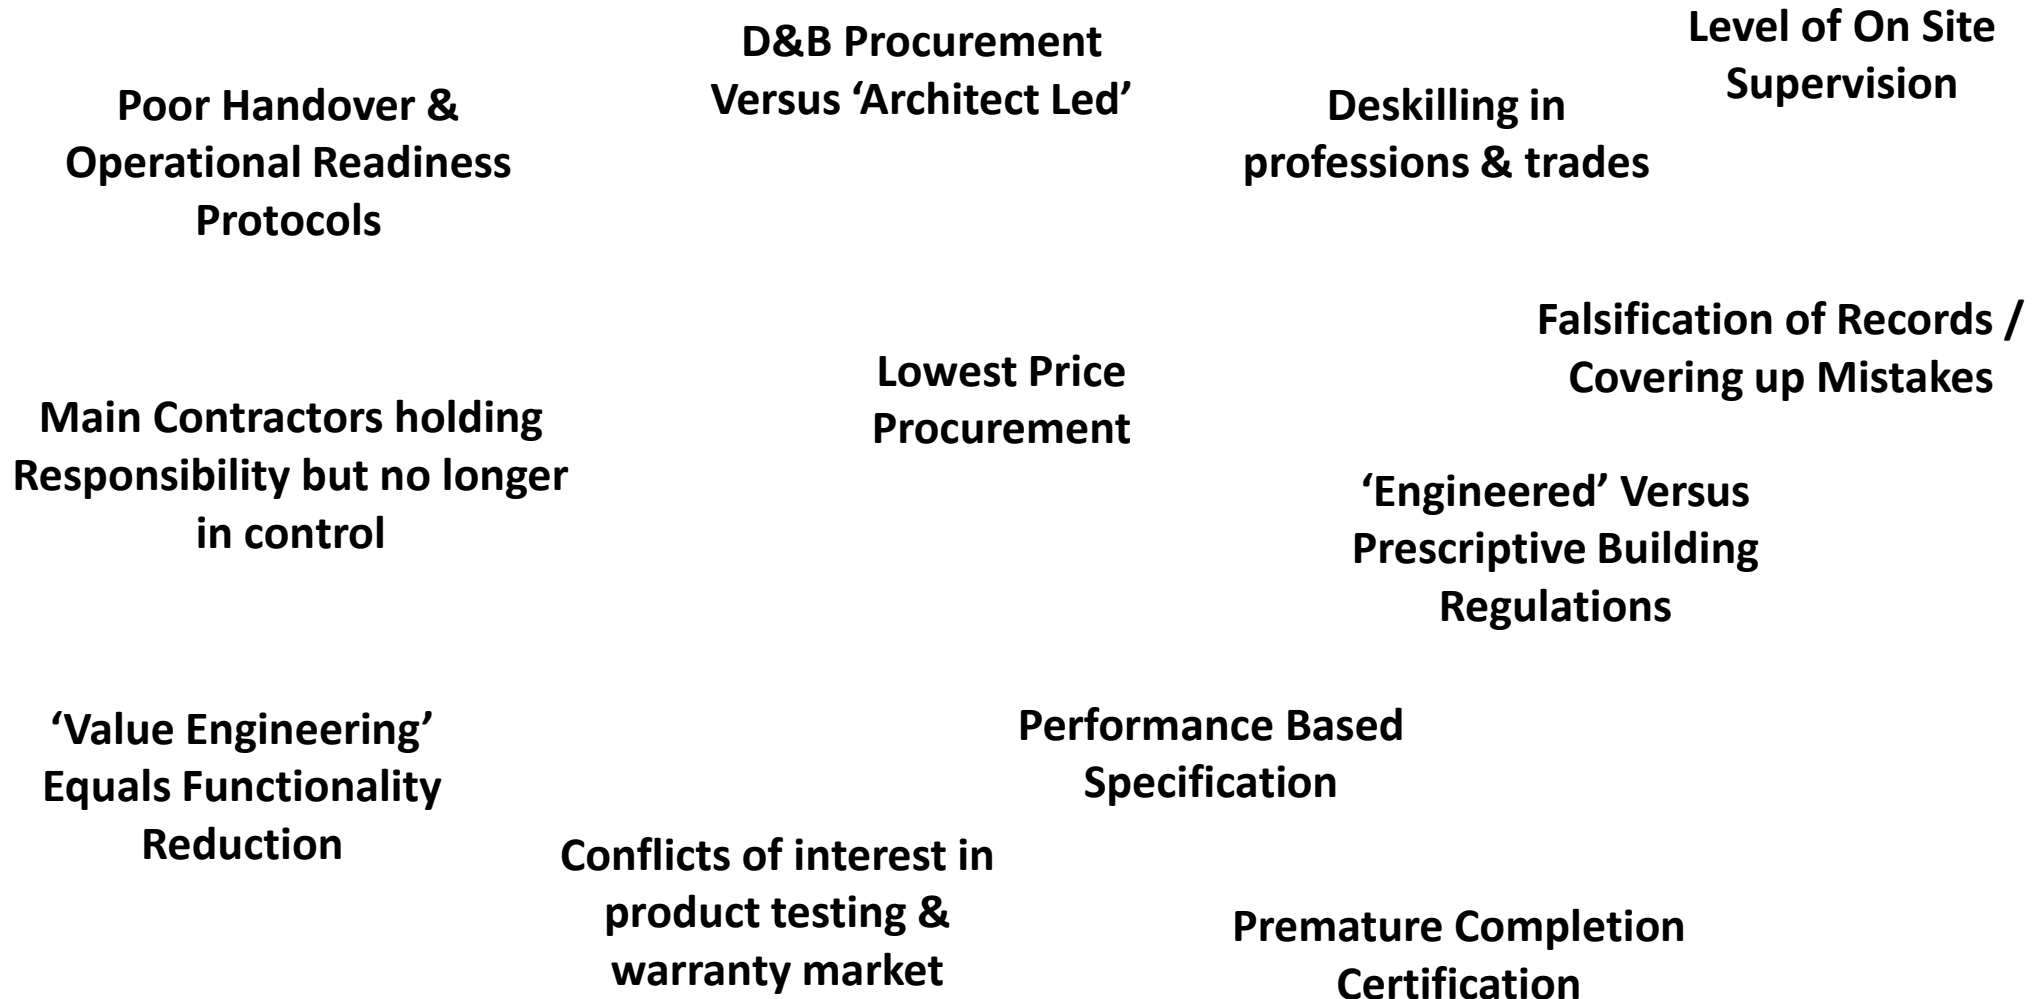 Poor Handover &
Operational Readiness
Protocols
D&B Procurement
Versus ‘Architect Led’
Deskilling in
professions & trades
Level of On Site
Supervision
Main Contractors holding
Responsibility but no longer
in control
Lowest Price
Procurement
Falsification of Records /
Covering up Mistakes
‘Engineered’ Versus
Prescriptive Building
Regulations
‘Value Engineering’
Equals Functionality
Reduction
Conflicts of interest in
product testing &
warranty market
Performance Based
Specification
Premature Completion
Certification